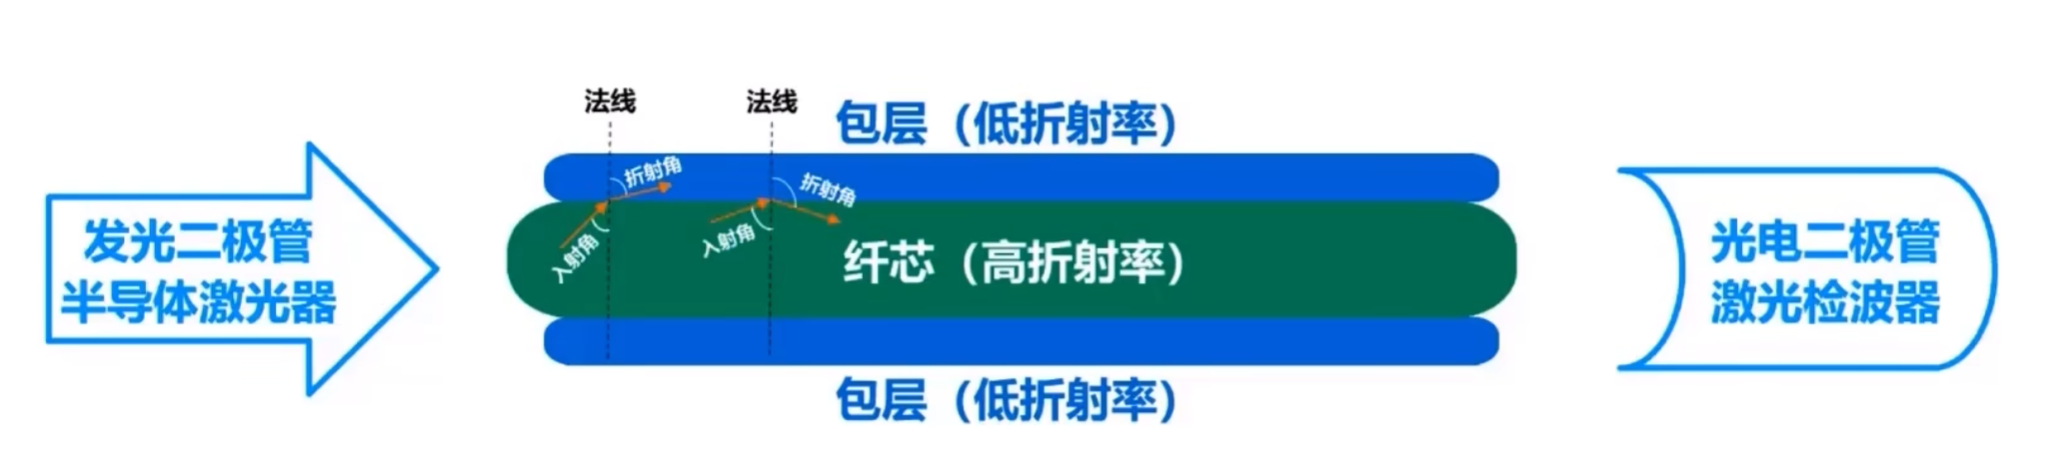 发光二极管
半导体激光器
法线
法线
包层（低折射率）
折射角
入射角
折射角
入射角
纤芯（高折射率）
包层（低折射率）
光电二极管
激光检波器